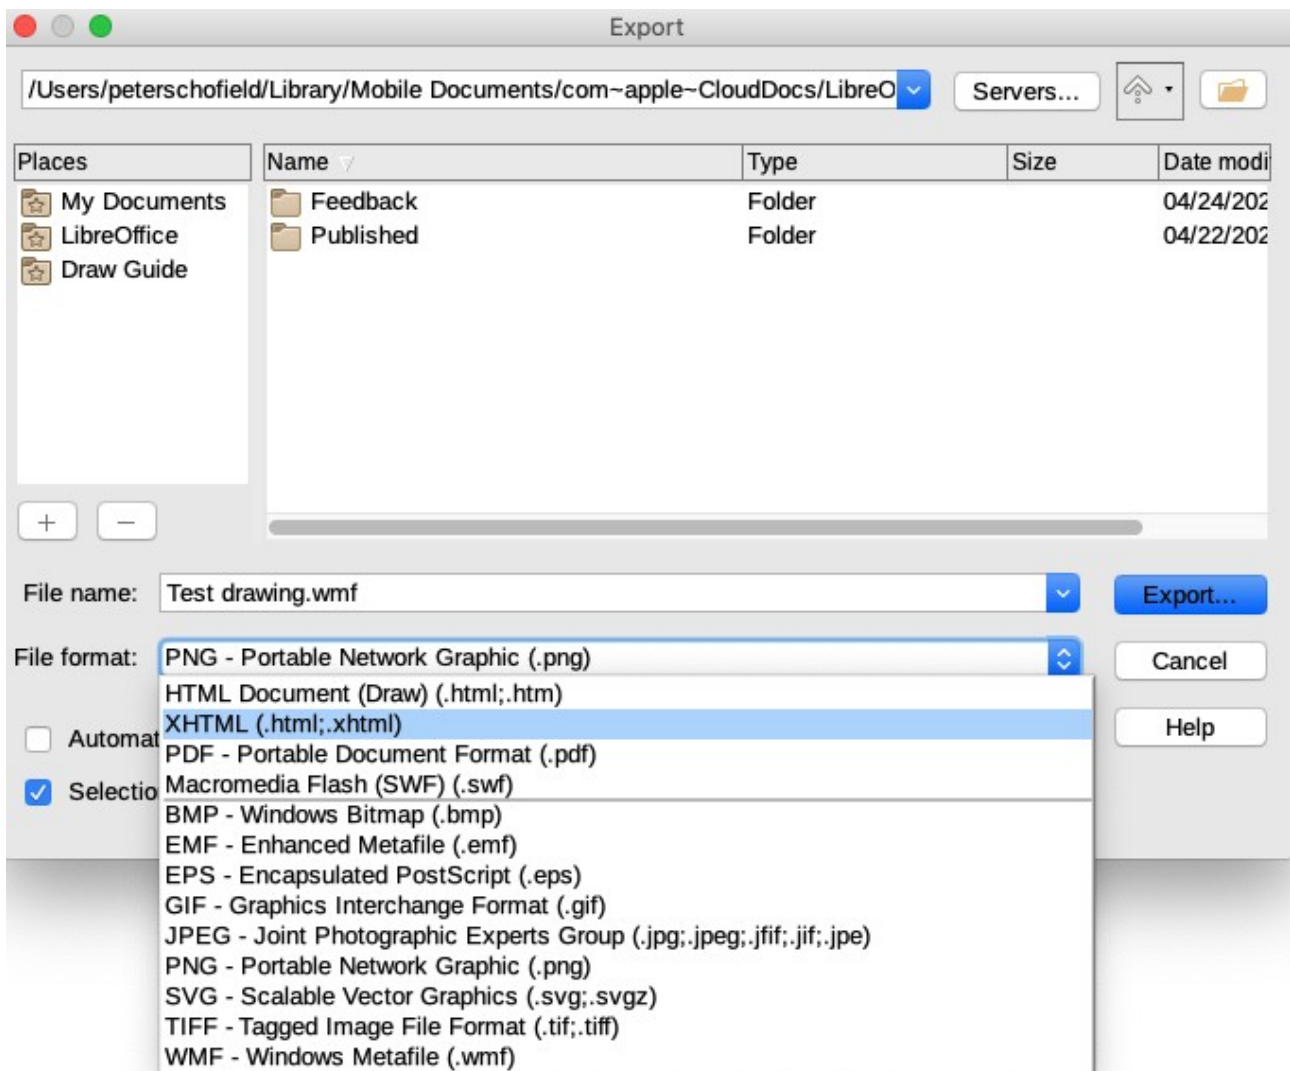 Export
/Users/peterschofield/Library/Mobile Documents/com~apple~CloudDocs/LibreO
Servers...
Places
Name Type Size Date modi
My Documents
LibreOffice
Draw Guide
Feedback Folder 04/24/202
Published Folder 04/22/202
File name: Test drawing.wmf
Export...
File format: PNG - Portable Network Graphic (.png)
Cancel
HTML Document (Draw) (.html;.htm)
XHTML (.html;.xhtml)
Help
Automat
PDF - Portable Document Format (.pdf)
Macromedia Flash (SWF) (.swf)
Selectio
BMP - Windows Bitmap (.bmp)
EMF - Enhanced Metafile (.emf)
EPS - Encapsulated PostScript (.eps)
GIF - Graphics Interchange Format (.gif)
JPEG - Joint Photographic Experts Group (.jpg;.jpeg;.jfif;.jif;.jpe)
PNG - Portable Network Graphic (.png)
SVG - Scalable Vector Graphics (.svg;.svgz)
TIFF - Tagged Image File Format (.tif;.tiff)
WMF - Windows Metafile (.wmf)